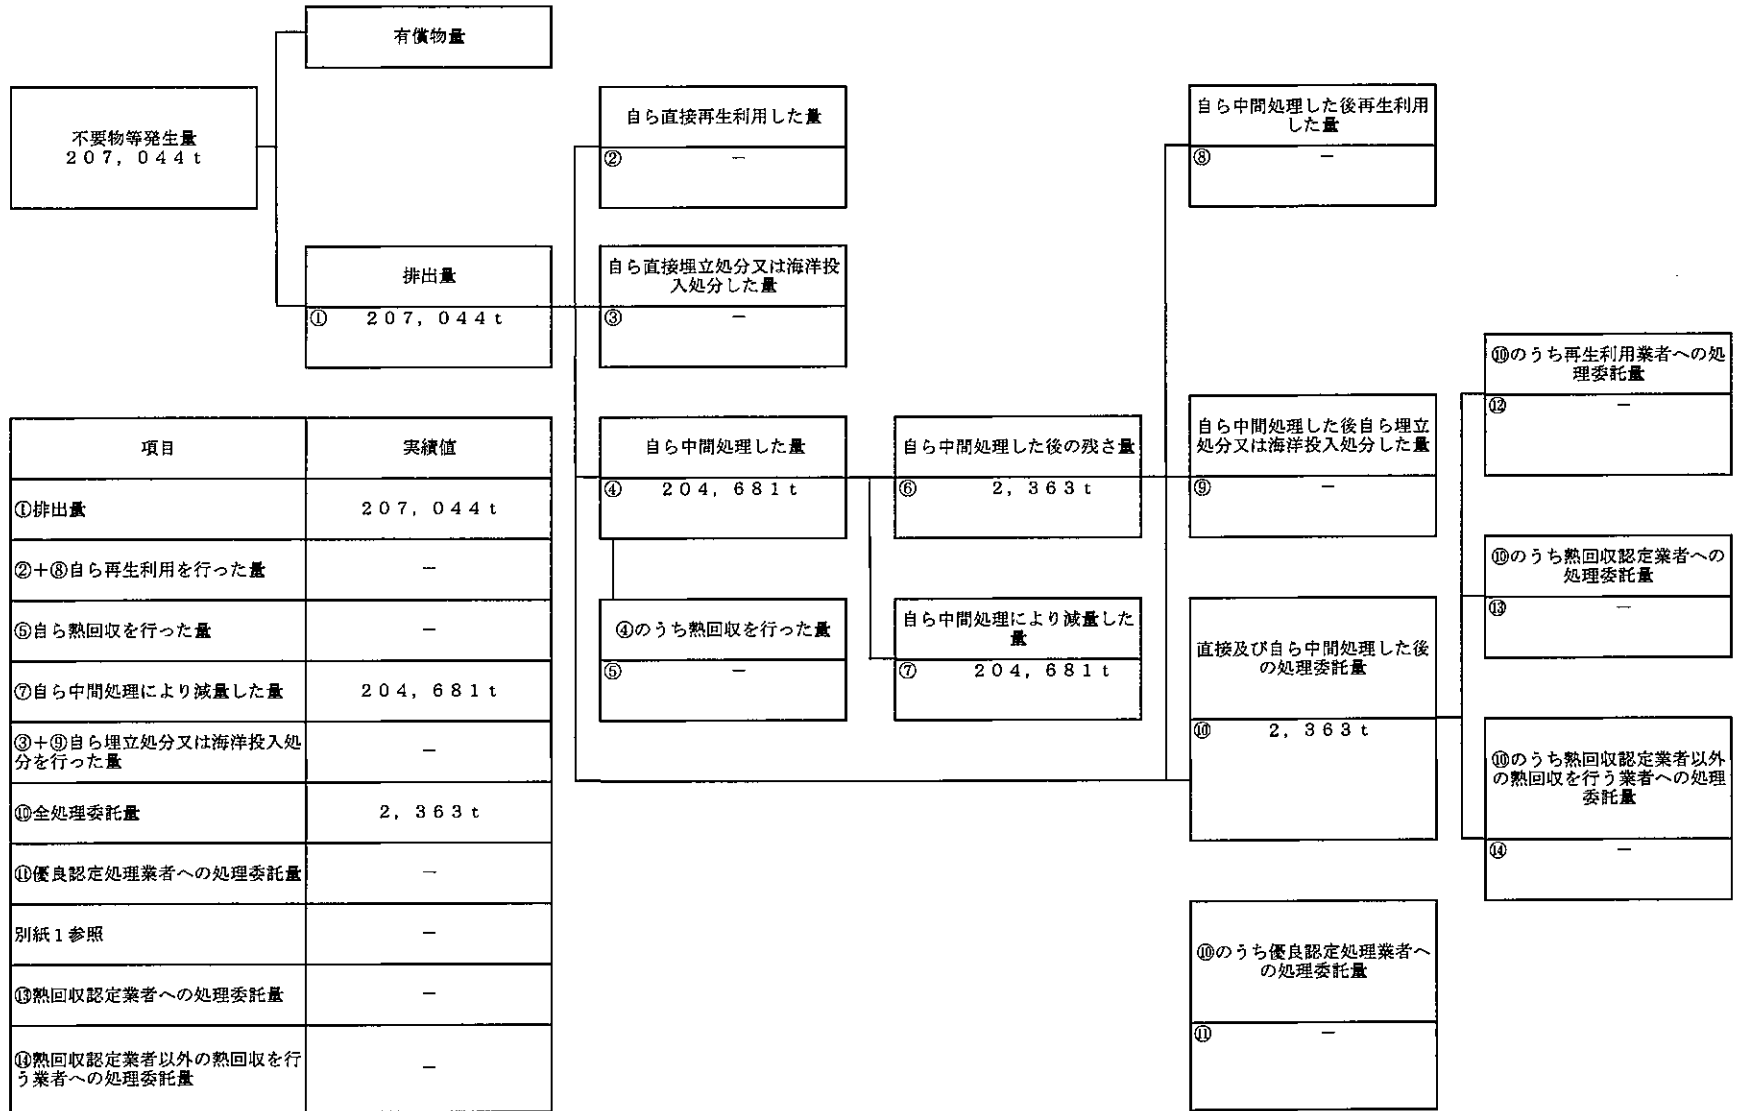 有償物量
不要物等発生量
207,044t
排出量
① 207,044t
自ら直接再生利用した量
② －
自ら直接埋立処分又は海洋投
入処分した量
③ －
自ら中間処理した量
④ 204,681t
④のうち熱回収を行った量
⑤ －
自ら中間処理した後の残さ量
⑥ 2,363t
自ら中間処理により減量した
量
⑦ 204,681t
自ら中間処理した後再生利用
した量
⑧ －
自ら中間処理した後自ら埋立
処分又は海洋投入処分した量
⑨ －
直接及び自ら中間処理した後
の処理委託量
⑩ 2,363t
⑩のうち優良認定処理業者へ
の処理委託量
⑪ －
⑩のうち再生利用業者への処
理委託量
⑫ －
⑩のうち熱回収認定業者への
処理委託量
⑬ －
⑩のうち熱回収認定業者以外
の熱回収を行う業者への処理
委託量
⑭ －
項目 実績値
①排出量 207,044t
②+⑧自ら再生利用を行った量 －
⑤自ら熱回収を行った量 －
⑦自ら中間処理により減量した量 204,681t
③+⑨自ら埋立処分又は海洋投入処
分を行った量 －
⑩全処理委託量 2,363t
⑪優良認定処理業者への処理委託量 －
別紙1参照 －
⑬熱回収認定業者への処理委託量 －
⑭熱回収認定業者以外の熱回収を行
う業者への処理委託量 －